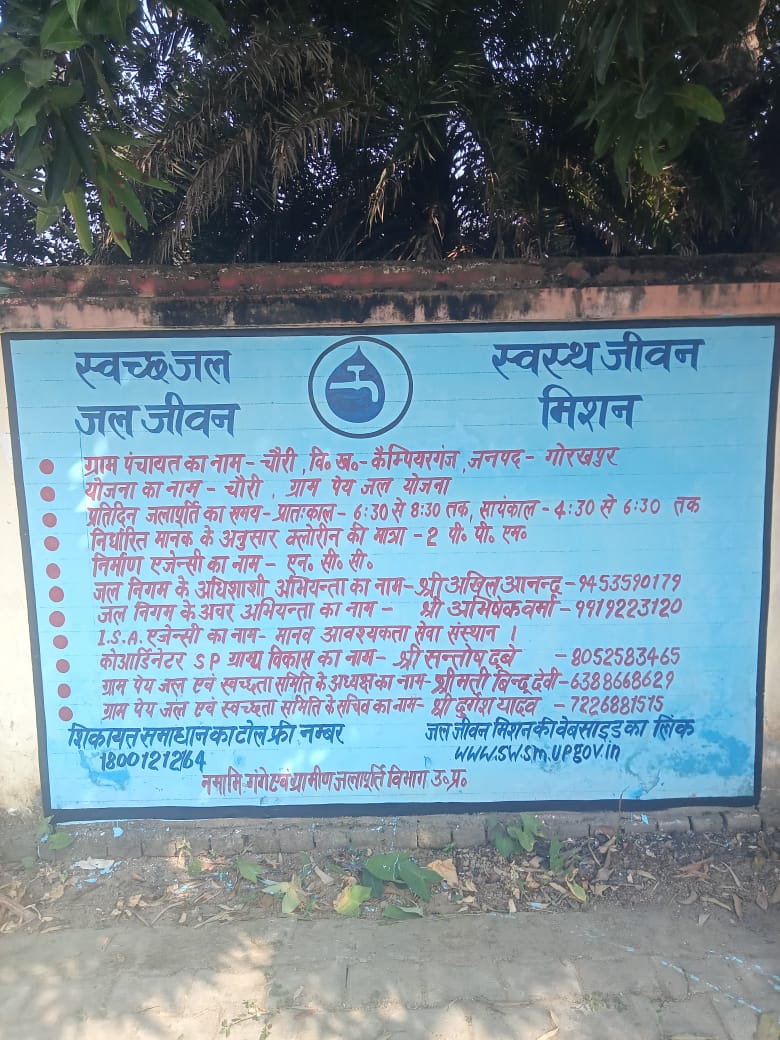 स्वच्छ जल
जल जीवन
स्वस्थ जीवन
मिशन
ग्राम पंचायत का नाम - चौरी, वि. ख. - कैम्पियरगंज, जनपद - गोरखपुर
योजना का नाम - चौरी, ग्राम पेय जल योजना
प्रतिदिन जलापूर्ति का समय - प्रातःकाल - 6:30 से 8:30 तक, सायंकाल - 4:30 से 6:30 तक
निर्धारित मानक के अनुसार क्लोरीन की मात्रा - 2 पी. पी. एम.
निर्माण एजेन्सी का नाम - एन. सी. सी.
जल निगम के अधिशाशी अभियन्ता का नाम - श्री अखिल आनन्द - 9453590179
जल निगम के अवर अभियन्ता का नाम - श्री अभिषेक वर्मा - 9919223120
I.S.A. एजेन्सी का नाम - मानव आवश्यकता सेवा संस्थान ।
कोआर्डिनेटर S P ग्राम्य विकास का नाम - श्री सन्तोष दूबे - 8052583465
ग्राम पेय जल एवं स्वच्छता समिति के अध्यक्ष का नाम - श्रीमती बिन्दू देवी - 6388668629
ग्राम पेय जल एवं स्वच्छता समिति के सचिव का नाम - श्री दुर्गेश यादव - 7226881515
शिकायत समाधान का टोल फ्री नम्बर
18001212164
जल जीवन मिशन की वेबसाइड का लिंक
www.swsm.upgov.in
नमामि गंगे एवं ग्रामीण जलापूर्ति विभाग उ. प्र.